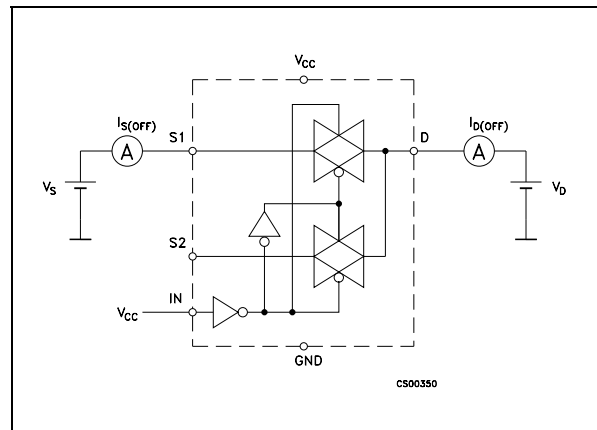 VCC
IS(OFF)
S1
D
ID(OFF)
A
A
VS
VD
S2
IN
VCC
GND
CS00350